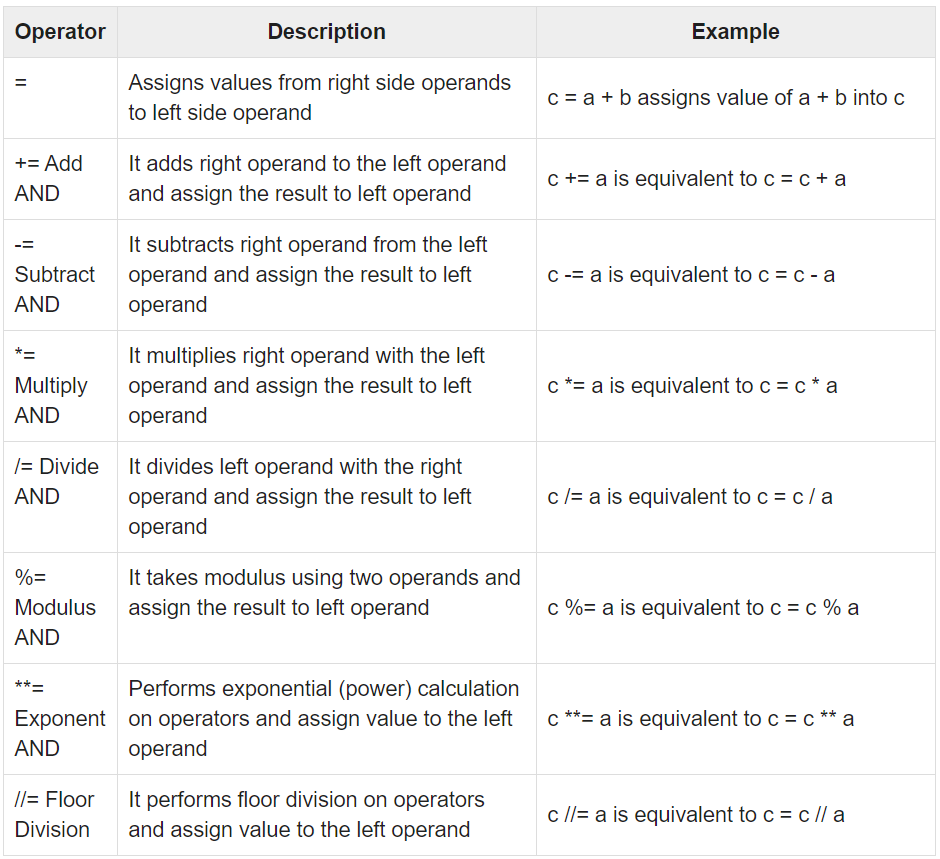 Operator Description Example
=
Assigns values from right side operands
to left side operand
c = a + b assigns value of a + b into c
+= Add
AND
It adds right operand to the left operand
and assign the result to left operand
c += a is equivalent to c = c + a
-=
Subtract
AND
It subtracts right operand from the left
operand and assign the result to left
operand
c -= a is equivalent to c = c - a
*=
Multiply
AND
It multiplies right operand with the left
operand and assign the result to left
operand
c *= a is equivalent to c = c * a
/= Divide
AND
It divides left operand with the right
operand and assign the result to left
operand
c /= a is equivalent to c = c / a
%=
Modulus
AND
It takes modulus using two operands and
assign the result to left operand
c %= a is equivalent to c = c % a
**=
Exponent
AND
Performs exponential (power) calculation
on operators and assign value to the left
operand
c **= a is equivalent to c = c ** a
//= Floor
Division
It performs floor division on operators
and assign value to the left operand
c //= a is equivalent to c = c // a